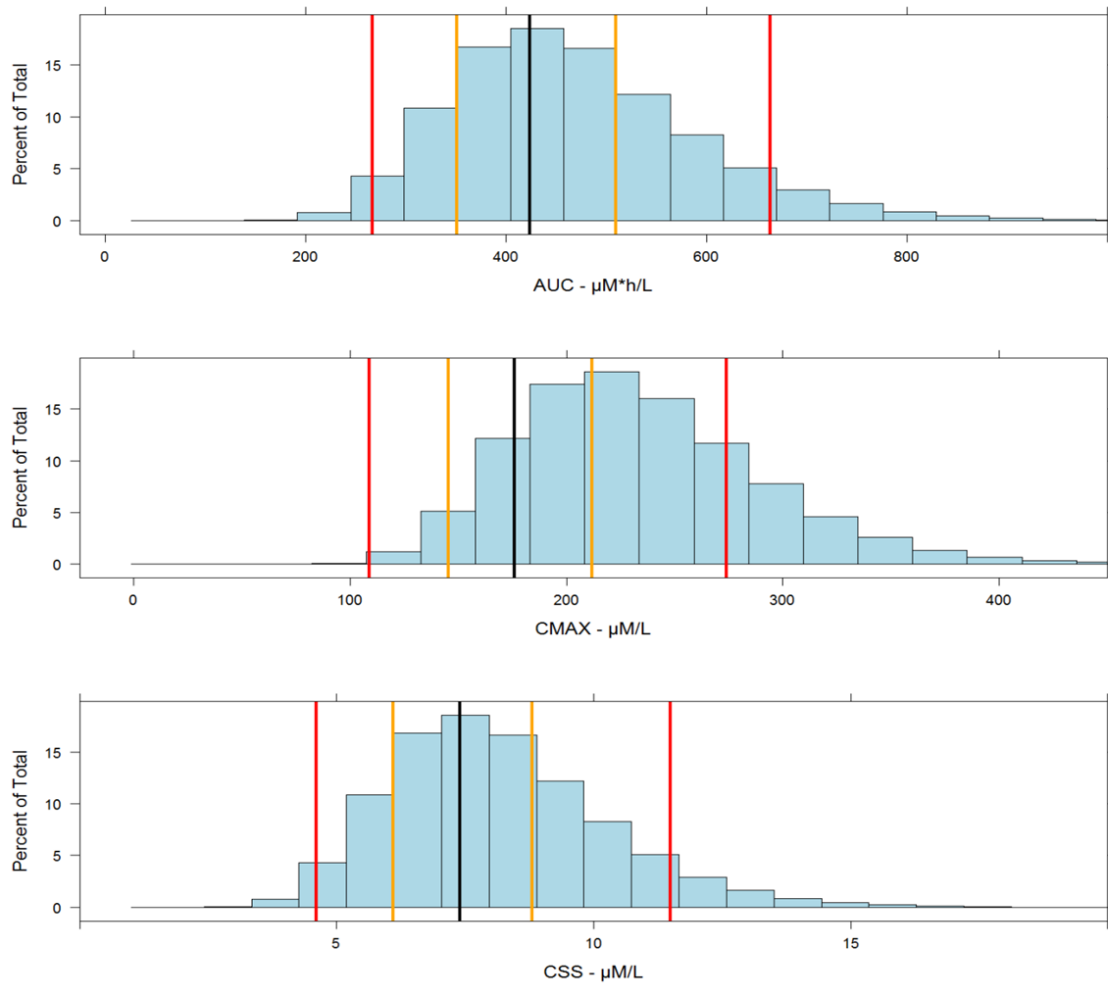 Percent of Total
15
10
5
0
0 200 400 600 800
AUC - µM*h/L
Percent of Total
15
10
5
0
0 100 200 300 400
CMAX - µM/L
Percent of Total
15
10
5
0
5 10 15
CSS - µM/L